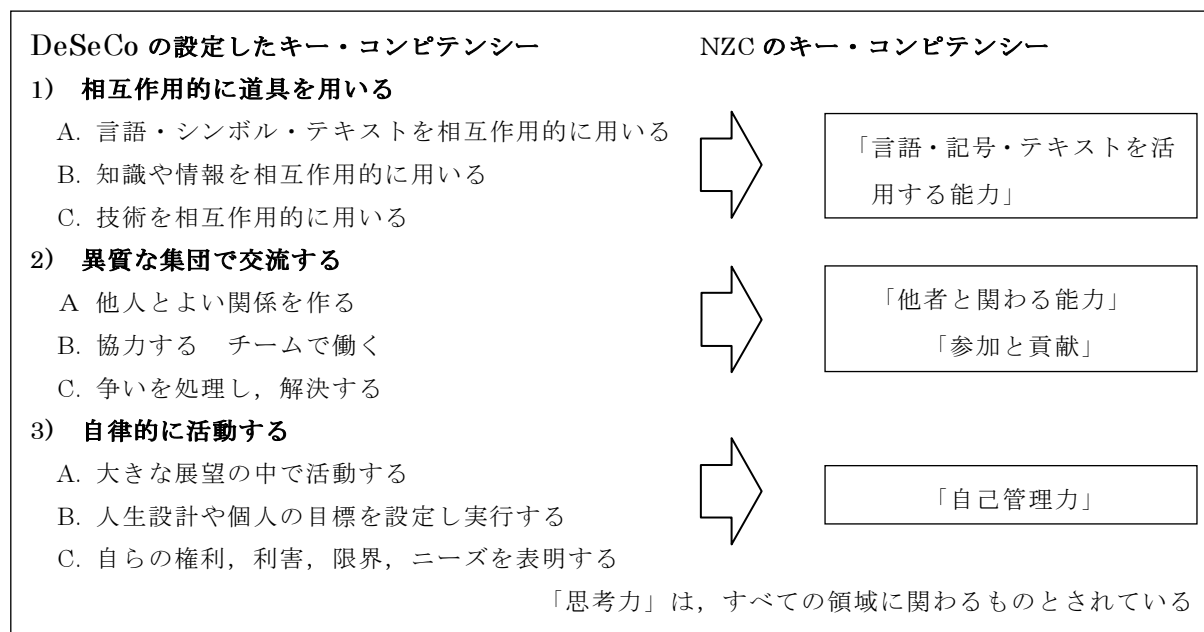 DeSeCo の設定したキー・コンピテンシー
NZC のキー・コンピテンシー
1) 相互作用的に道具を用いる
A. 言語・シンボル・テキストを相互作用的に用いる
B. 知識や情報を相互作用的に用いる
C. 技術を相互作用的に用いる
「言語・記号・テキストを活
用する能力」
2) 異質な集団で交流する
A 他人とよい関係を作る
B. 協力する チームで働く
C. 争いを処理し，解決する
「他者と関わる能力」
「参加と貢献」
3) 自律的に活動する
A. 大きな展望の中で活動する
B. 人生設計や個人の目標を設定し実行する
C. 自らの権利，利害，限界，ニーズを表明する
「自己管理力」
「思考力」は，すべての領域に関わるものとされている